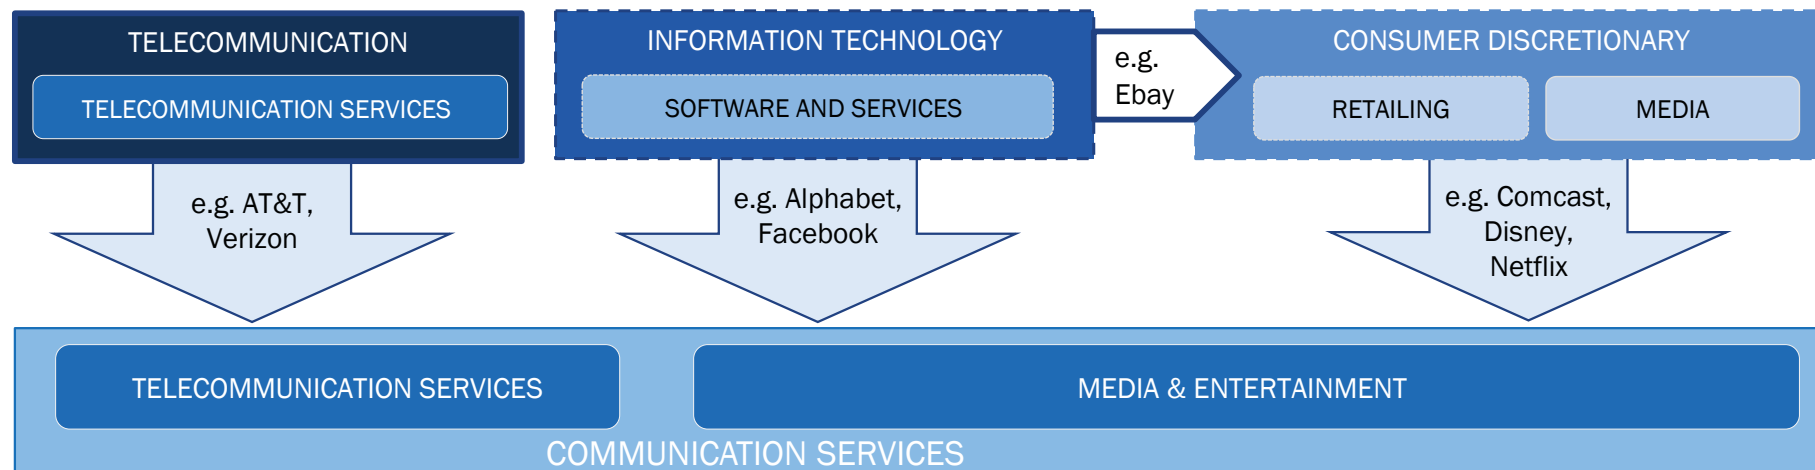 TELECOMMUNICATION
TELECOMMUNICATION SERVICES
INFORMATION TECHNOLOGY
SOFTWARE AND SERVICES
e.g.
Ebay
CONSUMER DISCRETIONARY
RETAILING
MEDIA
e.g. AT&T,
Verizon
e.g. Alphabet,
Facebook
e.g. Comcast,
Disney,
Netflix
TELECOMMUNICATION SERVICES
MEDIA & ENTERTAINMENT
COMMUNICATION SERVICES